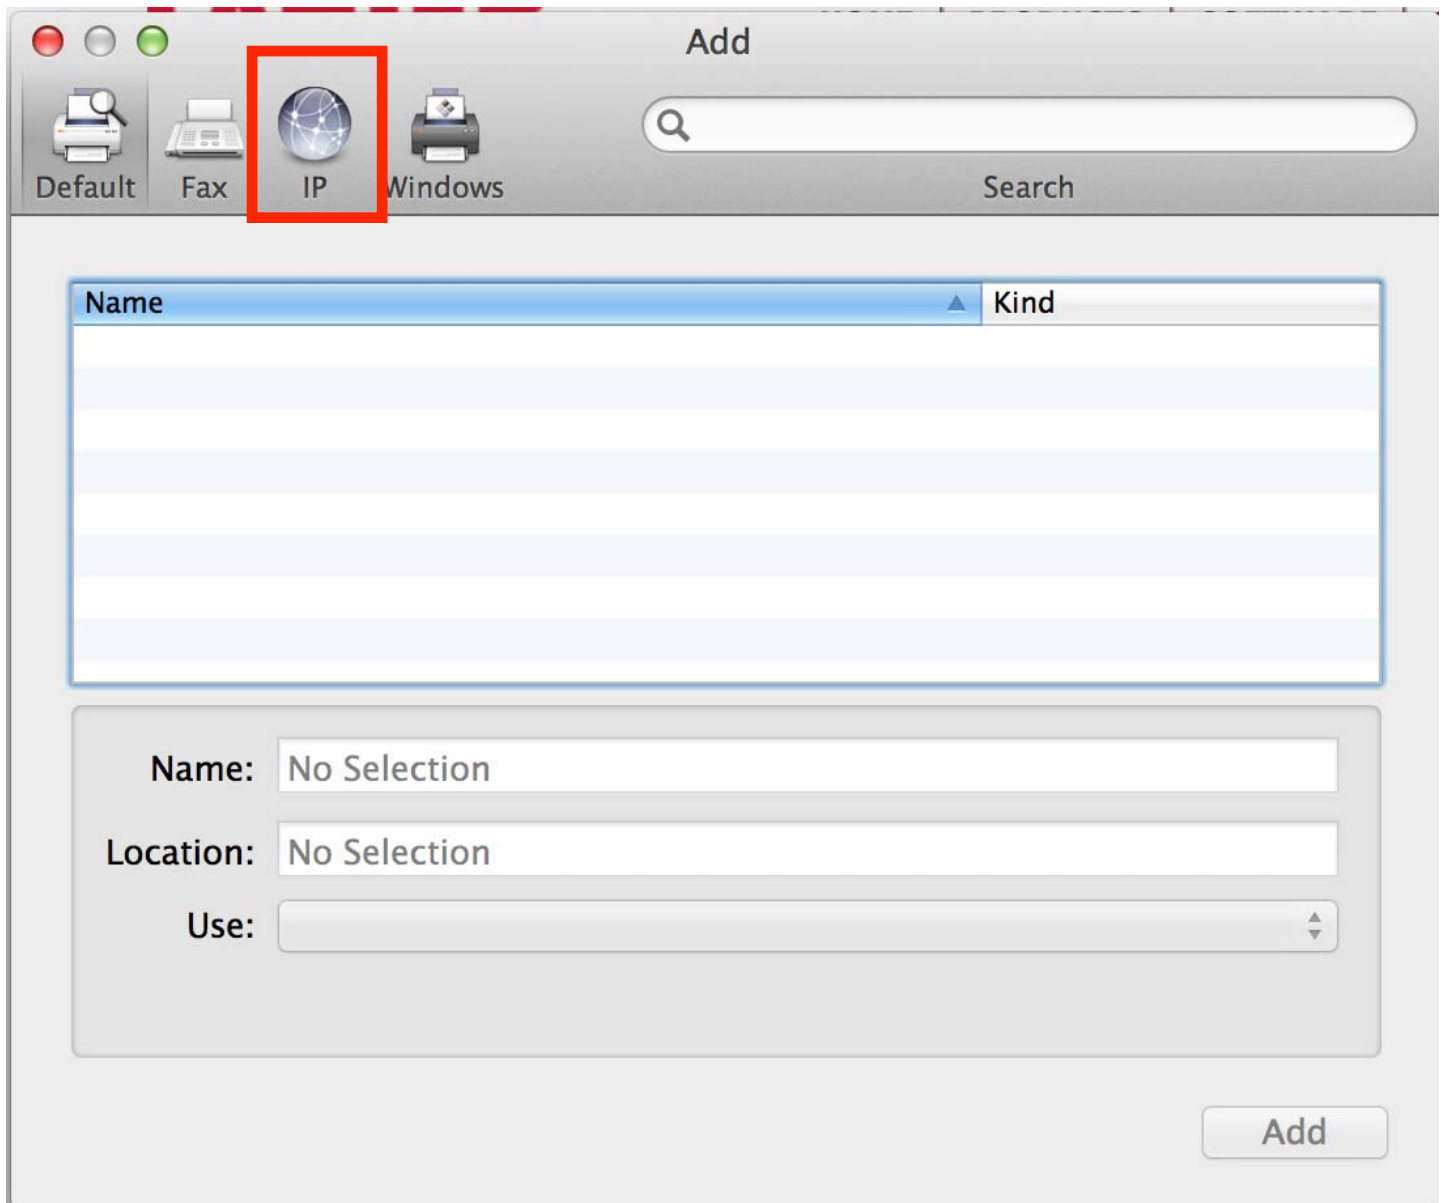 Add
Default Fax IP Windows Search
Name Kind
Name: No Selection
Location: No Selection
Use:
Add